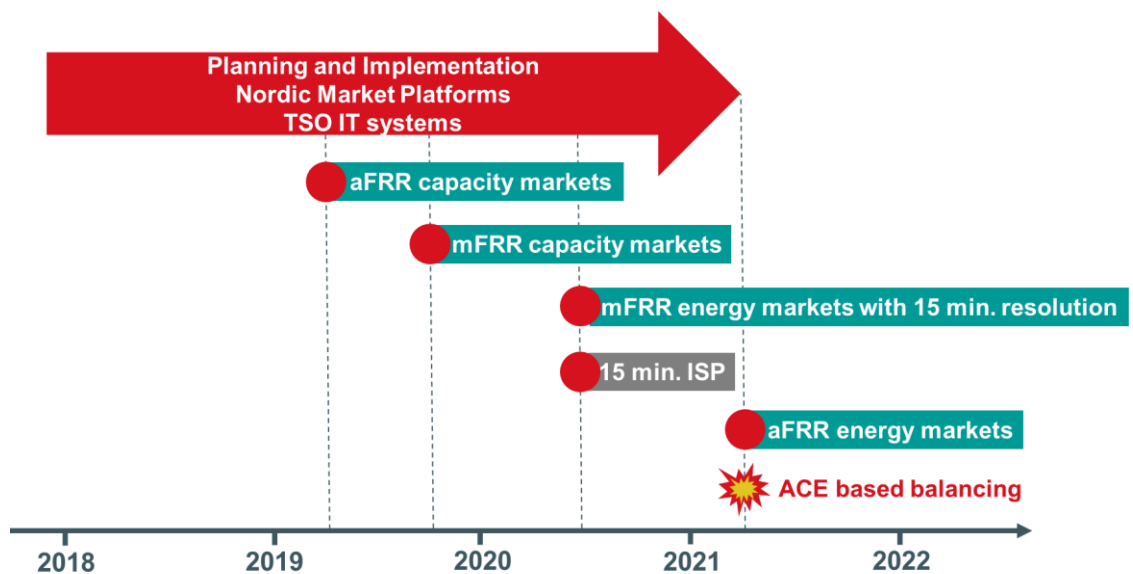 Planning and Implementation
Nordic Market Platforms
TSO IT systems
aFRR capacity markets
mFRR capacity markets
mFRR energy markets with 15 min. resolution
15 min. ISP
aFRR energy markets
ACE based balancing
2018 2019 2020 2021 2022